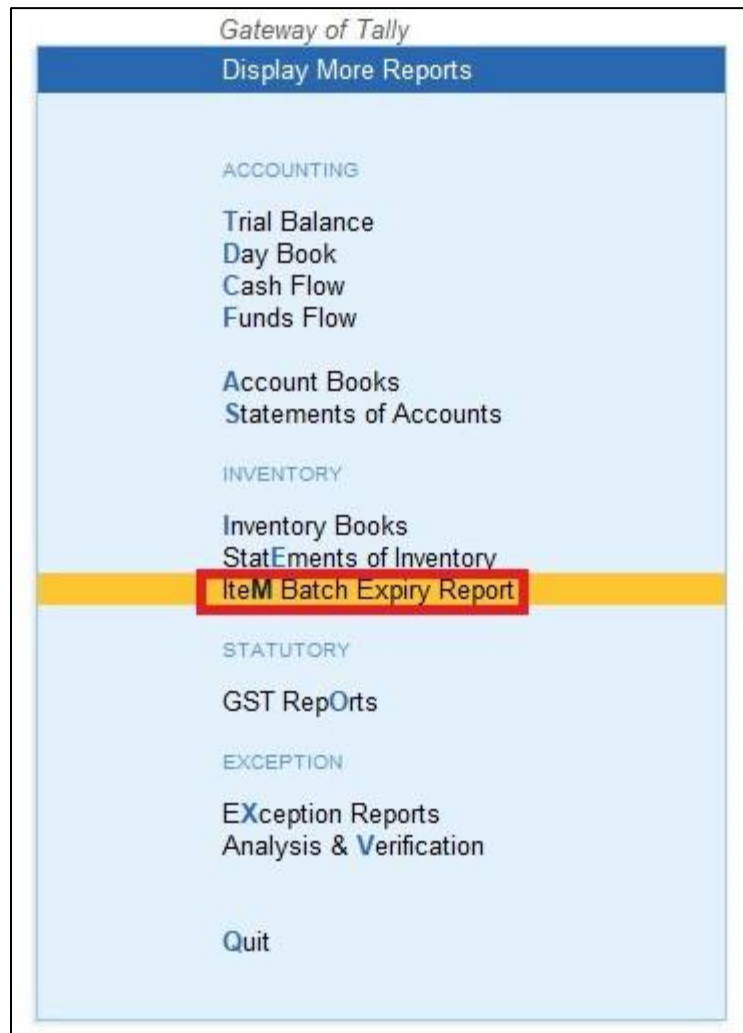 Gateway of Tally
Display More Reports
ACCOUNTING
Trial Balance
Day Book
Cash Flow
Funds Flow
Account Books
Statements of Accounts
INVENTORY
Inventory Books
StatEments of Inventory
IteM Batch Expiry Report
STATUTORY
GST RepOrts
EXCEPTION
EXception Reports
Analysis & Verification
Quit